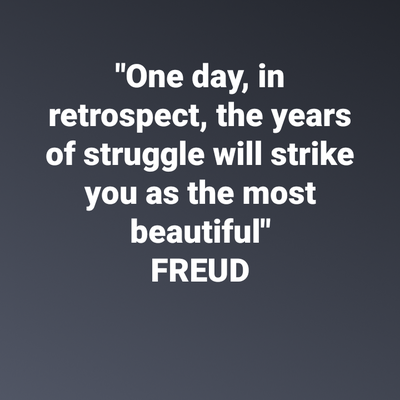 "One day, in
retrospect, the years
of struggle will strike
you as the most
beautiful"
FREUD